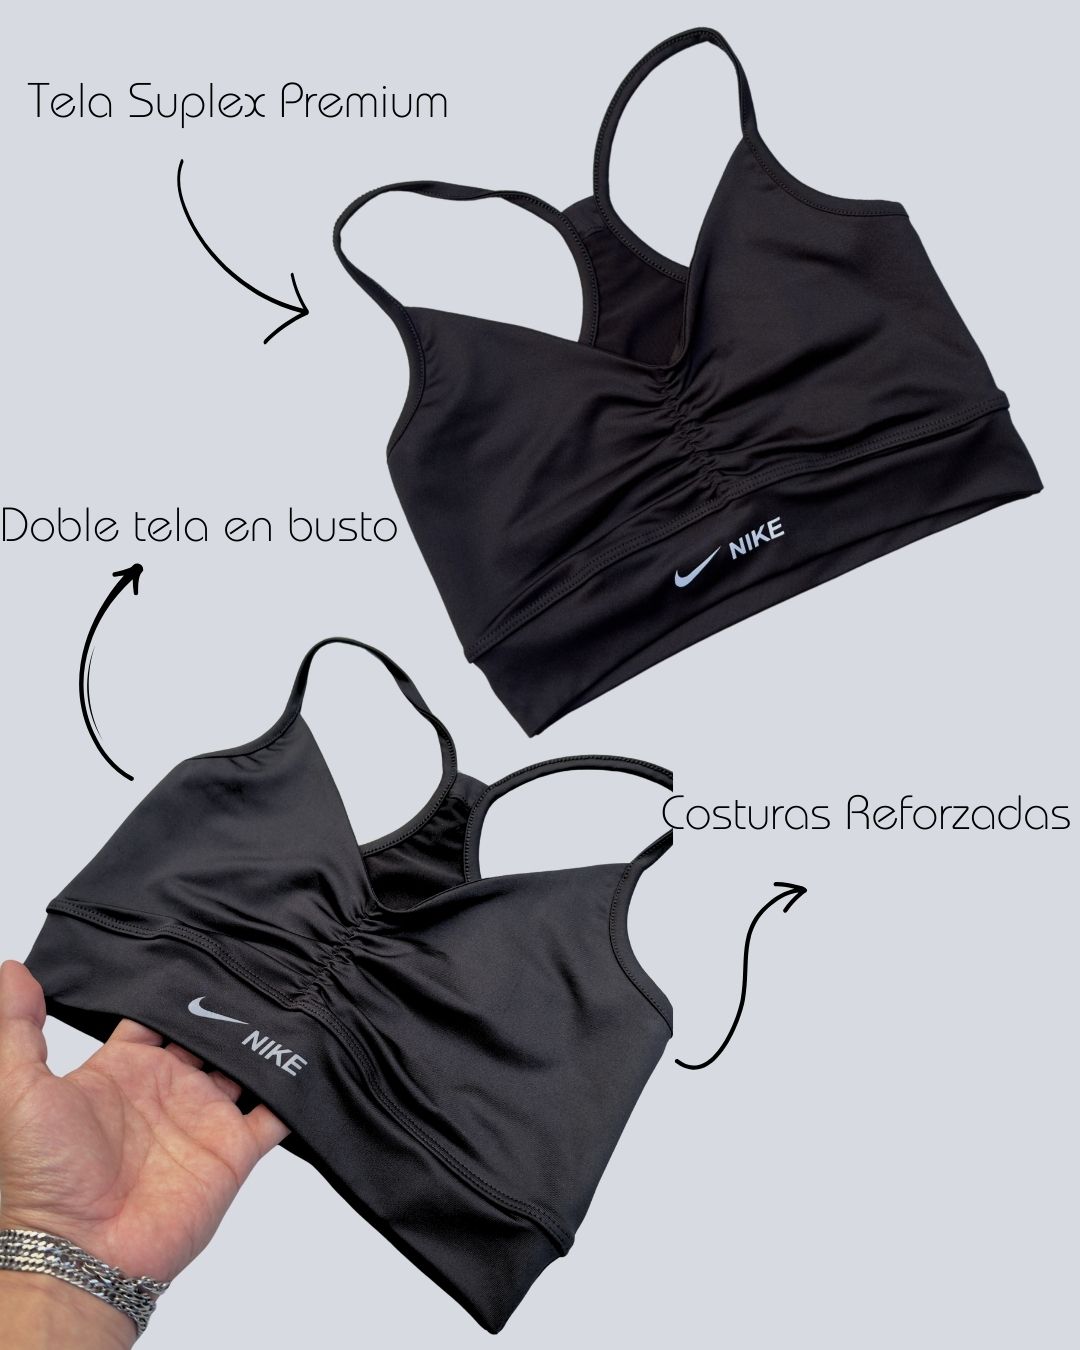 Tela Suplex Premium
NIKE
Doble tela en busto
Costuras Reforzadas
NIKE